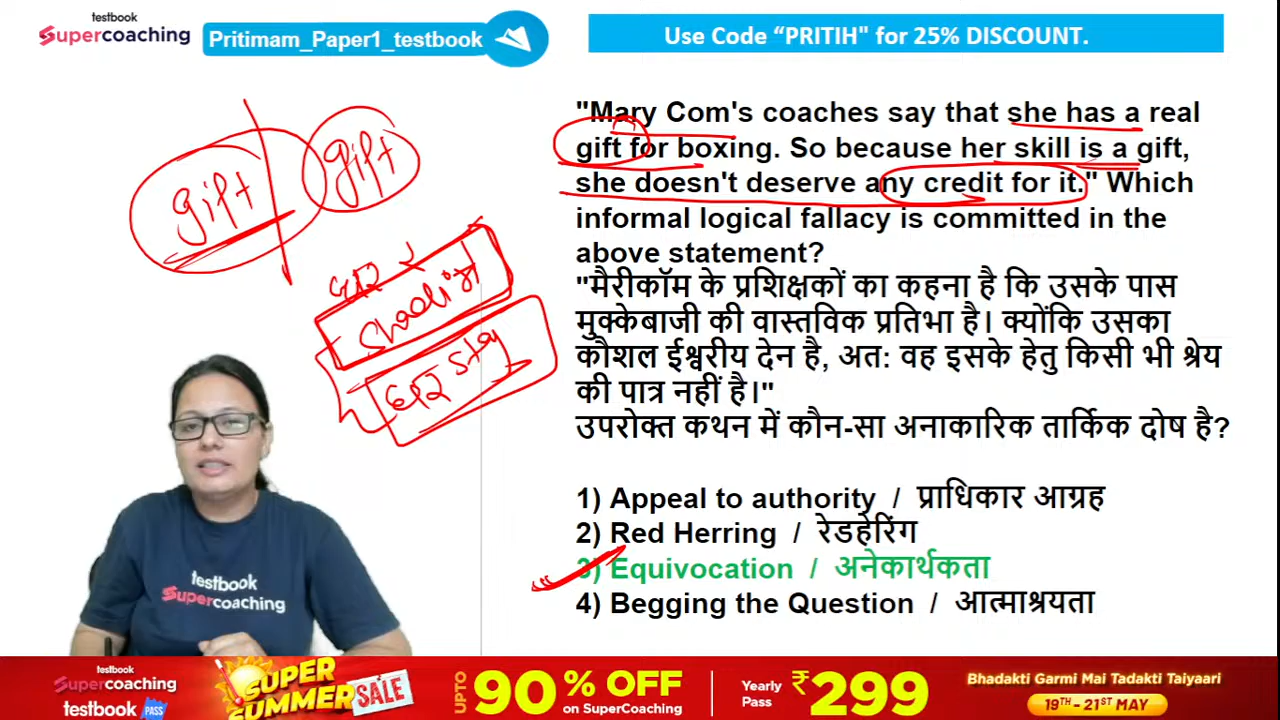 testbook
Supercoaching
Pritimam_Paper1_testbook
Use Code “PRITIH" for 25% DISCOUNT.
"Mary Com's coaches say that she has a real
gift for boxing. So because her skill is a gift,
she doesn't deserve any credit for it." Which
informal logical fallacy is committed in the
above statement?
"मैरीकॉम के प्रशिक्षकों का कहना है कि उसके पास
मुक्केबाजी की वास्तविक प्रतिभा है। क्योंकि उसका
कौशल ईश्वरीय देन है, अत: वह इसके हेतु किसी भी श्रेय
की पात्र नहीं है।"
उपरोक्त कथन में कौन-सा अनाकारिक तार्किक दोष है?
1) Appeal to authority / प्राधिकार आग्रह
2) Red Herring / रेडहेरिंग
3) Equivocation / अनेकार्थकता
4) Begging the Question / आत्माश्रयता
gift
gift
testbook
Supercoaching
testbook
Supercoaching
testbook PASS
SUPER
SUMMER
SALE
UPTO
90% OFF
on SuperCoaching
Yearly
Pass
₹299
Bhadakti Garmi Mai Tadakti Taiyaari
19TH - 21ST MAY